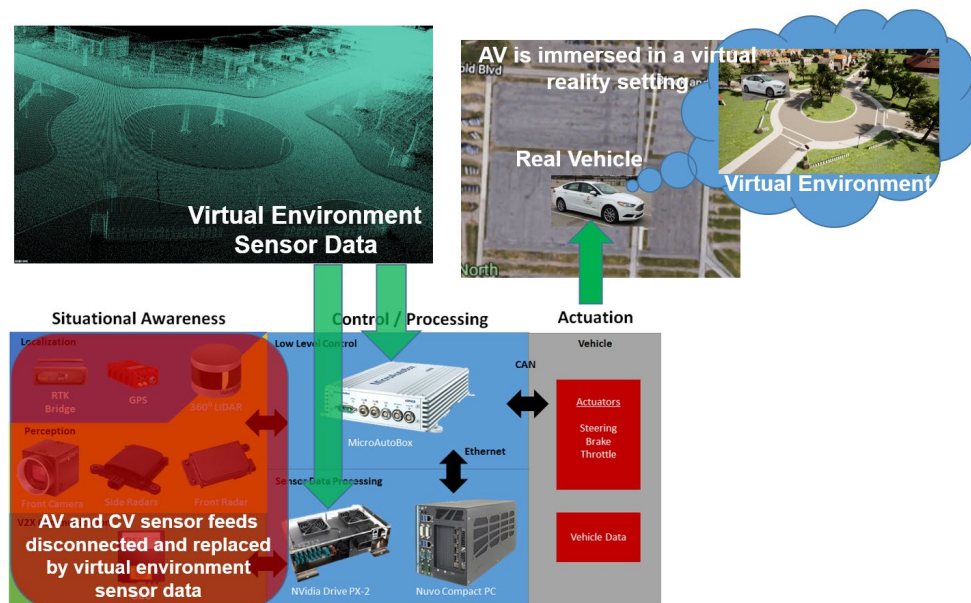 Virtual Environment
Sensor Data
AV is immersed in a virtual
reality setting
Real Vehicle
Virtual Environment
North
Situational Awareness
Control / Processing
Actuation
Localization
RTK
Bridge
GPS
360° LIDAR
Perception
Front Camera
Side Radars
Front Radar
AV and CV sensor feeds
disconnected and replaced
by virtual environment
sensor data
Low Level Control
MicroAutoBox
MicroAutoBox
CAN
Ethernet
Sensor Data Processing
NVidia Drive PX-2
Nuvo Compact PC
Vehicle
Actuators
Steering
Brake
Throttle
Vehicle Data